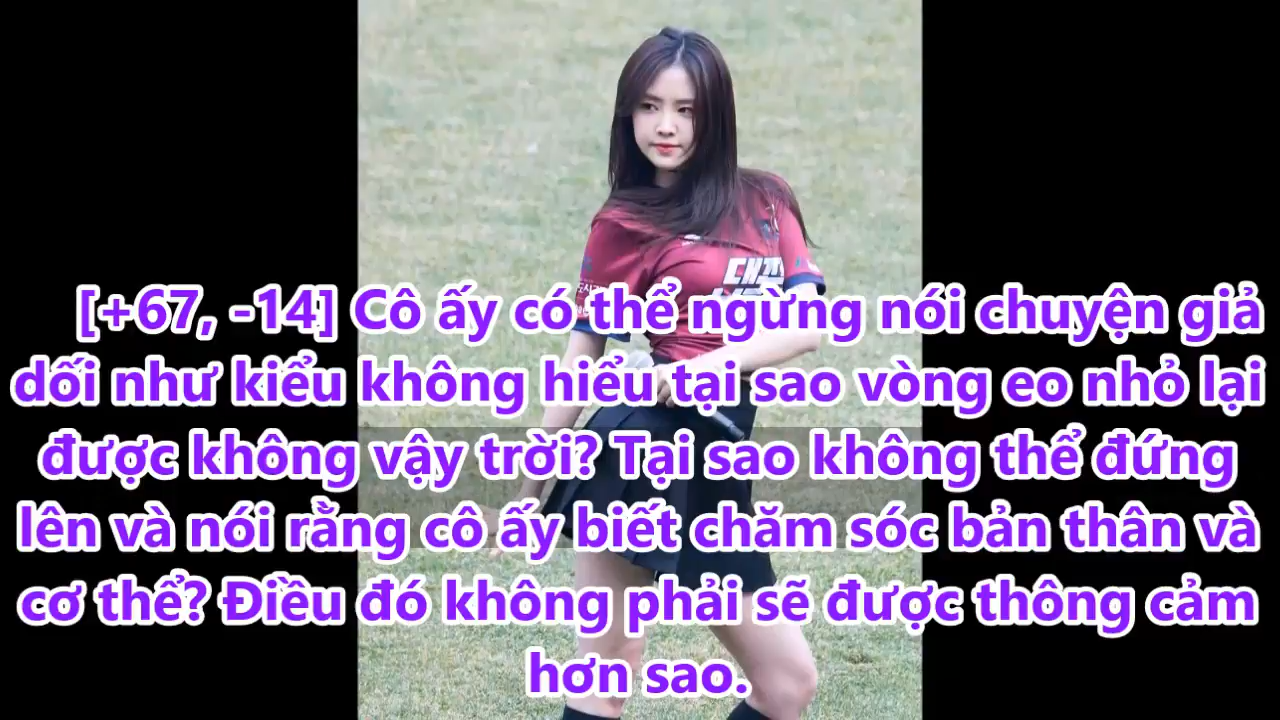 [+67, -14] Cô ấy có thể ngừng nói chuyện giả
dối như kiểu không hiểu tại sao vòng eo nhỏ lại
được không vậy trời? Tại sao không thể đứng
lên và nói rằng cô ấy biết chăm sóc bản thân và
cơ thể? Điều đó không phải sẽ được thông cảm
hơn sao.